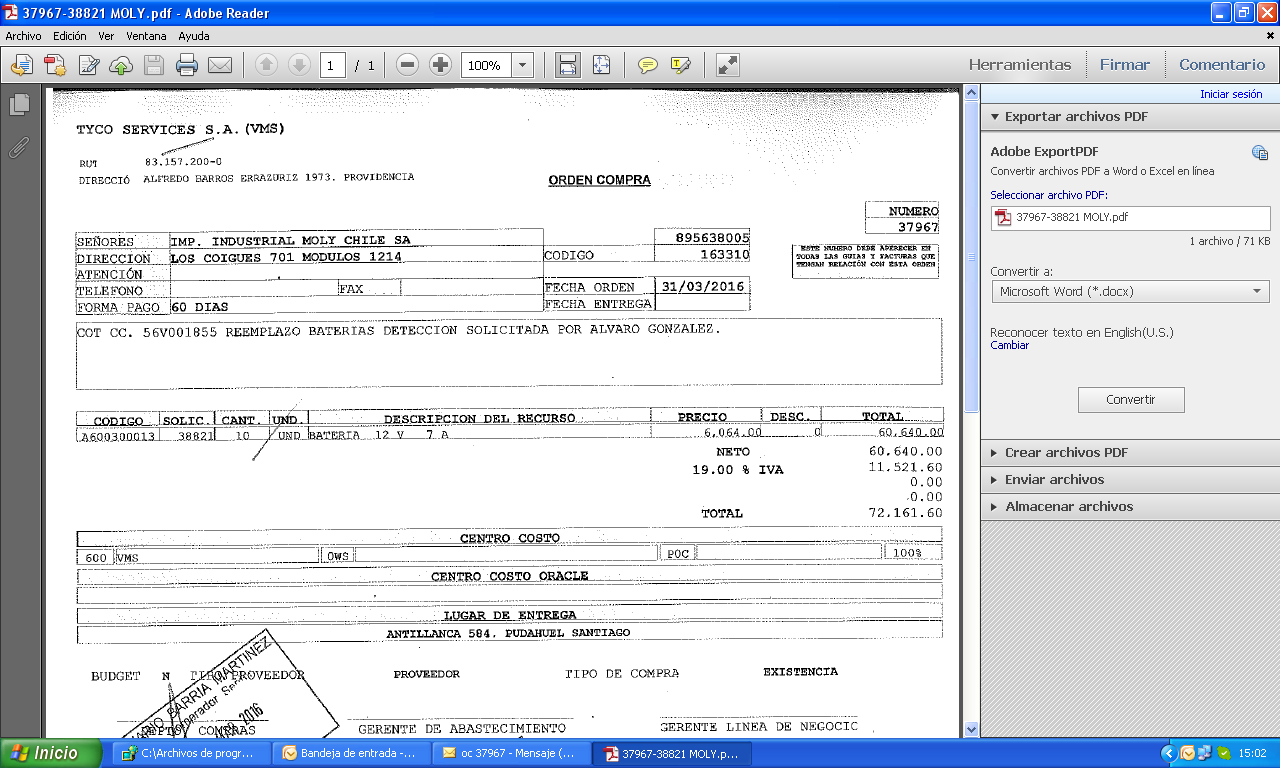 37967-38821 MOLY.pdf - Adobe Reader
Archivo Edición Ver Ventana Ayuda
1 / 1 100% Herramientas Firmar Comentario
Iniciar sesión
Exportar archivos PDF
Adobe ExportPDF
Convertir archivos PDF a Word o Excel en línea
Seleccionar archivo PDF:
37967-38821 MOLY.pdf
1 archivo / 71 KB
Convertir a:
Microsoft Word (*.docx)
Reconocer texto en English(U.S.)
Cambiar
Convertir
Crear archivos PDF
Enviar archivos
Almacenar archivos
TYCO SERVICES S.A. (VMS)
RUT 83.157.200-0
DIRECCIÓ ALFREDO BARROS ERRAZURIZ 1973. PROVIDENCIA
ORDEN COMPRA
NUMERO
37967
ESTE NUMERO DEBE APARECER EN
TODAS LAS GUIAS Y FACTURAS QUE
TENGAN RELACIÓN CON ESTA ORDEN
SEÑORES IMP. INDUSTRIAL MOLY CHILE SA 895638005
DIRECCION LOS COIGUES 701 MODULOS 1214 CODIGO 163310
ATENCIÓN
TELEFONO FAX FECHA ORDEN 31/03/2016
FORMA PAGO 60 DIAS FECHA ENTREGA
COT CC. 56V001855 REEMPLAZO BATERIAS DETECCION SOLICITADA POR ALVARO GONZALEZ.
CODIGO SOLIC. CANT. UND. DESCRIPCION DEL RECURSO PRECIO DESC. TOTAL
A600300013 38821 10 UND BATERIA 12 V 7 A 6,064.00 0 60,640.00
NETO 60,640.00
19.00 % IVA 11,521.60
0.00
0.00
TOTAL 72,161.60
CENTRO COSTO
600 VMS OWS POC 100%
CENTRO COSTO ORACLE
LUGAR DE ENTREGA
ANTILLANCA 584. PUDAHUEL SANTIAGO
BUDGET N TIPO PROVEEDOR PROVEEDOR TIPO DE COMPRA EXISTENCIA
BARRIA MARTINEZ
2016
DEPTO COMPRAS GERENTE DE ABASTECIMIENTO GERENTE LINEA DE NEGOCIO
Inicio C:\Archivos de progr... Bandeja de entrada -... oc 37967 - Mensaje (... 37967-38821 MOLY.p... 15:02